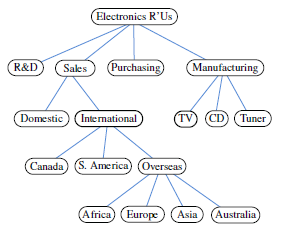 Electronics R'Us
R&D Sales Purchasing Manufacturing
Domestic International TV CD Tuner
Canada S. America Overseas
Africa Europe Asia Australia